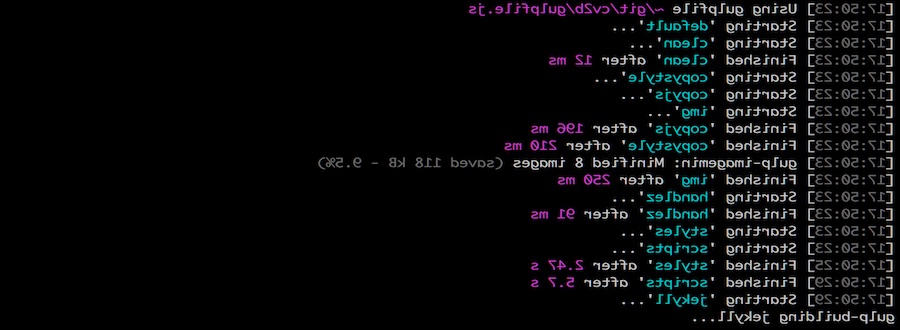 [17:50:23] Using gulpfile ~/git/cv2b/gulpfile.js
[17:50:23] Starting 'default'...
[17:50:23] Starting 'clean'...
[17:50:23] Finished 'clean' after 12 ms
[17:50:23] Starting 'copystyle'...
[17:50:23] Starting 'copyjs'...
[17:50:23] Starting 'img'...
[17:50:23] Finished 'copyjs' after 196 ms
[17:50:23] Finished 'copystyle' after 210 ms
[17:50:23] gulp-imagemin: Minified 8 images (saved 118 kB - 9.5%)
[17:50:23] Finished 'img' after 250 ms
[17:50:23] Starting 'handlez'...
[17:50:23] Finished 'handlez' after 91 ms
[17:50:23] Starting 'styles'...
[17:50:23] Starting 'scripts'...
[17:50:25] Finished 'styles' after 2.47 s
[17:50:29] Finished 'scripts' after 5.7 s
[17:50:29] Starting 'jekyll'...
gulp-building jekyll...